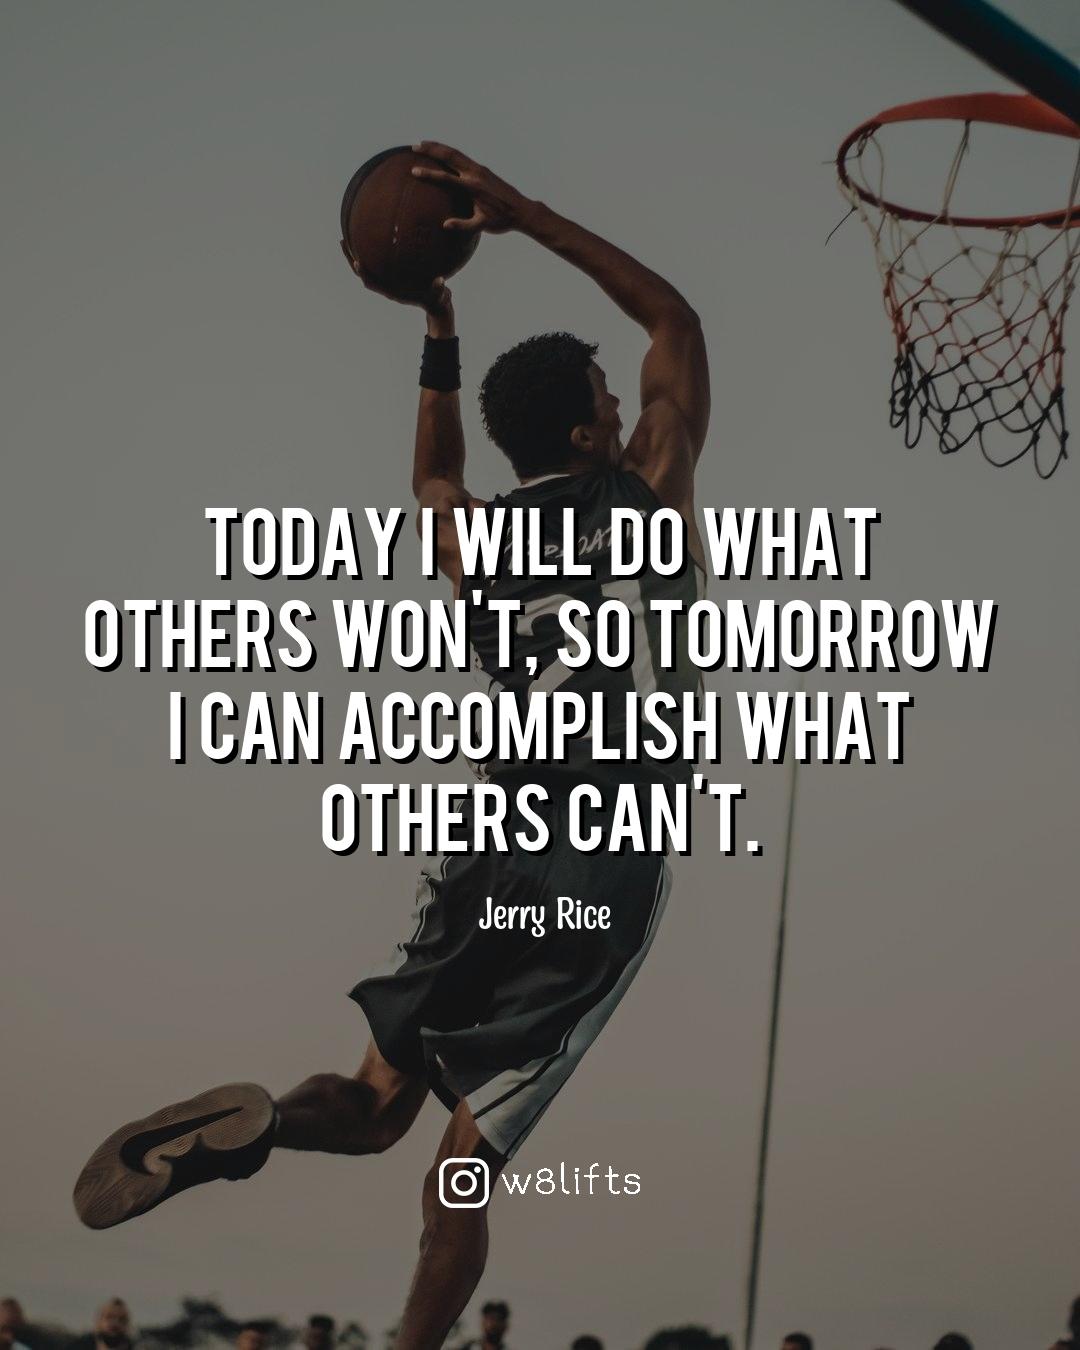 TODAY I WILL DO WHAT
OTHERS WON'T, SO TOMORROW
I CAN ACCOMPLISH WHAT
OTHERS CAN'T.
Jerry Rice
w8lifts